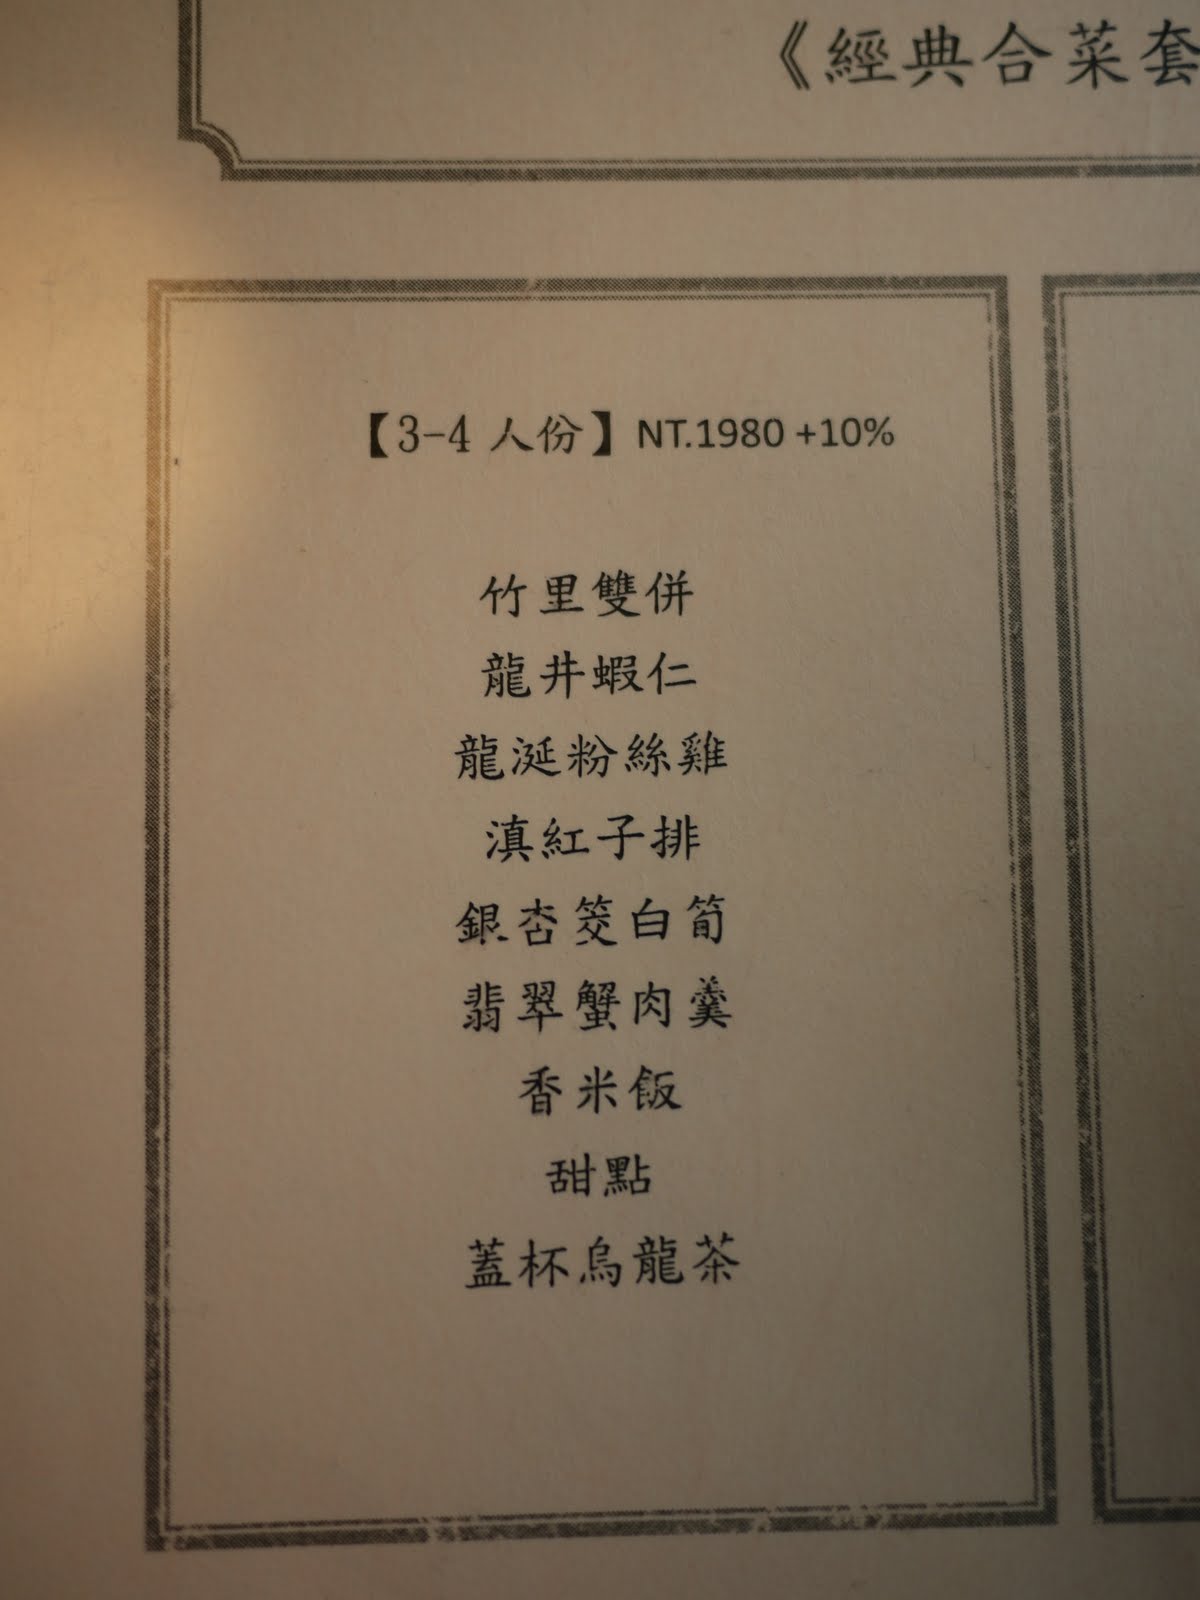 《經典合菜套
【3-4 人份】NT.1980 +10%
竹里雙併
龍井蝦仁
龍涎粉絲雞
滇紅子排
銀杏筊白筍
翡翠蟹肉羹
香米飯
甜點
蓋杯烏龍茶